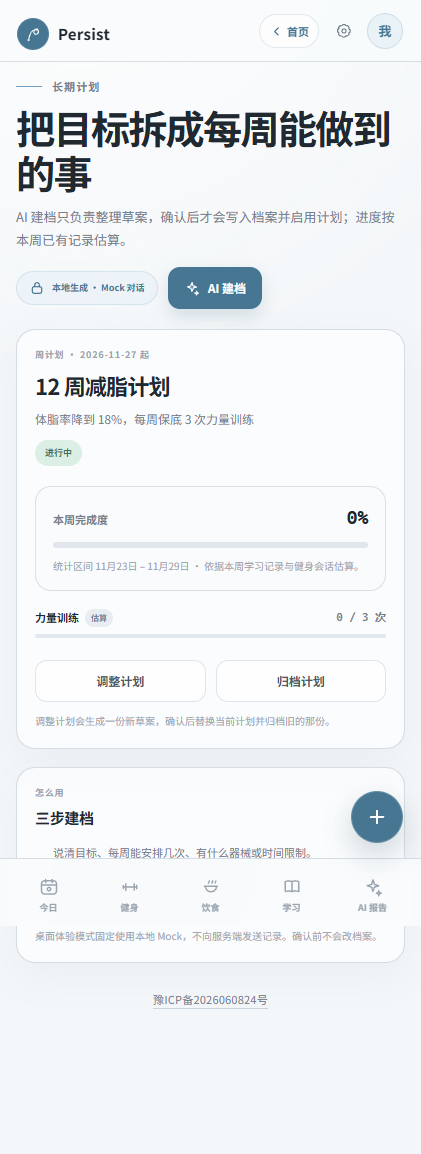 Persist
首页
我
长期计划
把目标拆成每周能做到
的事
AI 建档只负责整理草案，确认后才会写入档案并启用计划；进度按
本周已有记录估算。
本地生成 · Mock 对话
AI 建档
周计划 · 2026-11-27 起
12 周减脂计划
体脂率降到 18%，每周保底 3 次力量训练
进行中
本周完成度
0%
统计区间 11月23日 – 11月29日 · 依据本周学习记录与健身会话估算。
力量训练 估算
0 / 3 次
调整计划
归档计划
调整计划会生成一份新草案，确认后替换当前计划并归档旧的那份。
怎么用
三步建档
说清目标、每周能安排几次、有什么器械或时间限制。
今日
健身
饮食
学习
AI 报告
桌面体验模式固定使用本地 Mock，不向服务端发送记录。确认前不会改档案。
豫ICP备2026060824号